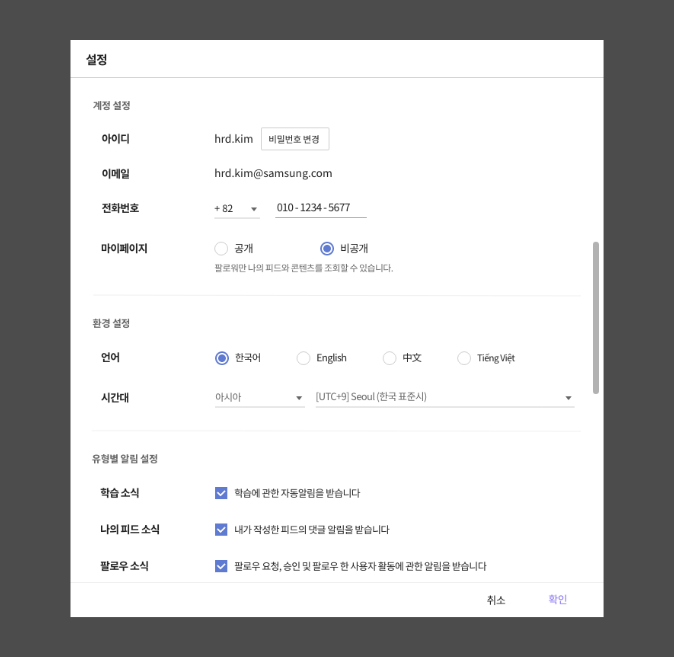 설정
계정 설정
아이디 hrd.kim 비밀번호 변경
이메일 hrd.kim@samsung.com
전화번호 + 82 010 - 1234 - 5677
마이페이지 공개 비공개
팔로워만 나의 피드와 콘텐츠를 조회할 수 있습니다.
환경 설정
언어 한국어 English 中文 Tiếng Việt
시간대 아시아 [UTC+9] Seoul (한국 표준시)
유형별 알림 설정
학습 소식 학습에 관한 자동알림을 받습니다
나의 피드 소식 내가 작성한 피드의 댓글 알림을 받습니다
팔로우 소식 팔로우 요청, 승인 및 팔로우 한 사용자 활동에 관한 알림을 받습니다
취소 확인